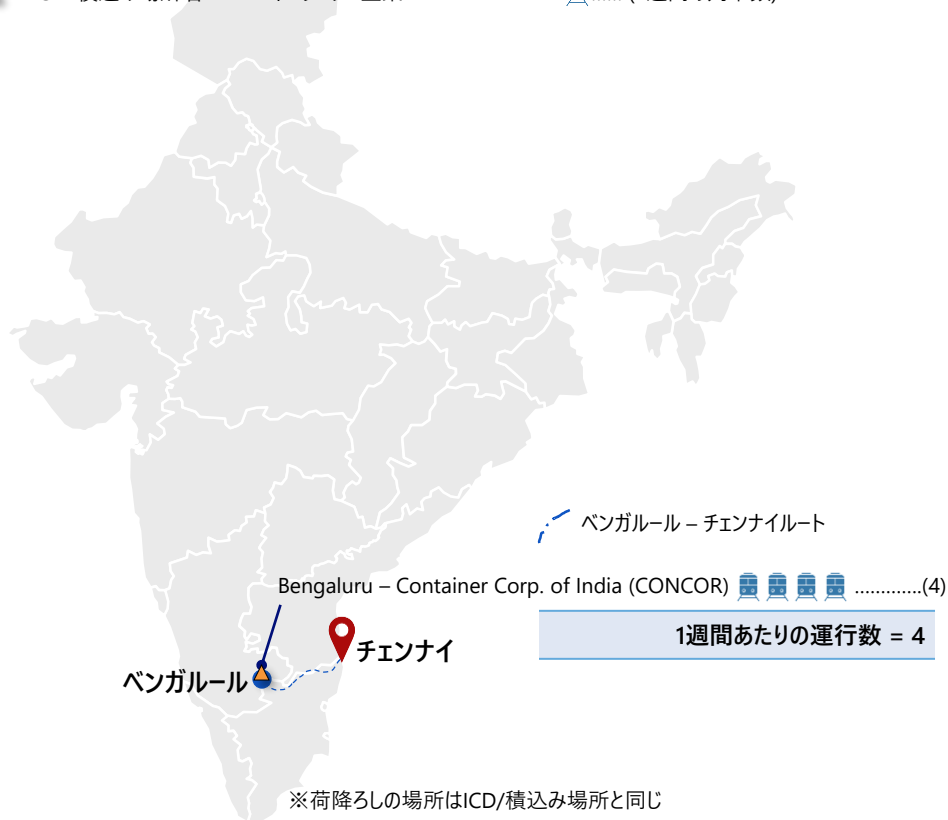 ベンガルール – チェンナイルート
Bengaluru – Container Corp. of India (CONCOR) ............(4)
1週間あたりの運行数 = 4
チェンナイ
ベンガルール
※荷降ろしの場所はICD/積込み場所と同じ